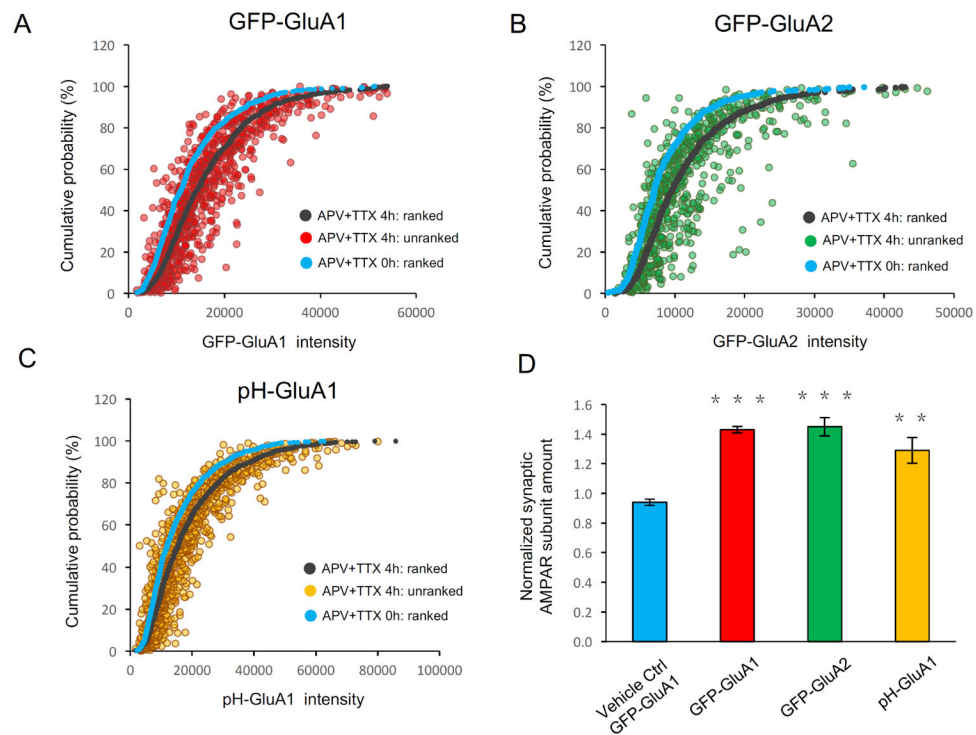 A
GFP-GluA1
120
100
80
60
40
20
0
Cumulative probability (%)
APV+TTX 4h: ranked
APV+TTX 4h: unranked
APV+TTX 0h: ranked
0 20000 40000 60000
GFP-GluA1 intensity
B
GFP-GluA2
120
100
80
60
40
20
0
Cumulative probability (%)
APV+TTX 4h: ranked
APV+TTX 4h: unranked
APV+TTX 0h: ranked
0 10000 20000 30000 40000 50000
GFP-GluA2 intensity
C
pH-GluA1
120
100
80
60
40
20
0
Cumulative probability (%)
APV+TTX 4h: ranked
APV+TTX 4h: unranked
APV+TTX 0h: ranked
0 20000 40000 60000 80000 100000
pH-GluA1 intensity
D
* * *
* * *
* *
1.6
1.4
1.2
1.0
0.8
0.6
0.4
0.2
0.0
Normalized synaptic
AMPAR subunit amount
Vehicle Ctrl
GFP-GluA1
GFP-GluA1
GFP-GluA2
pH-GluA1